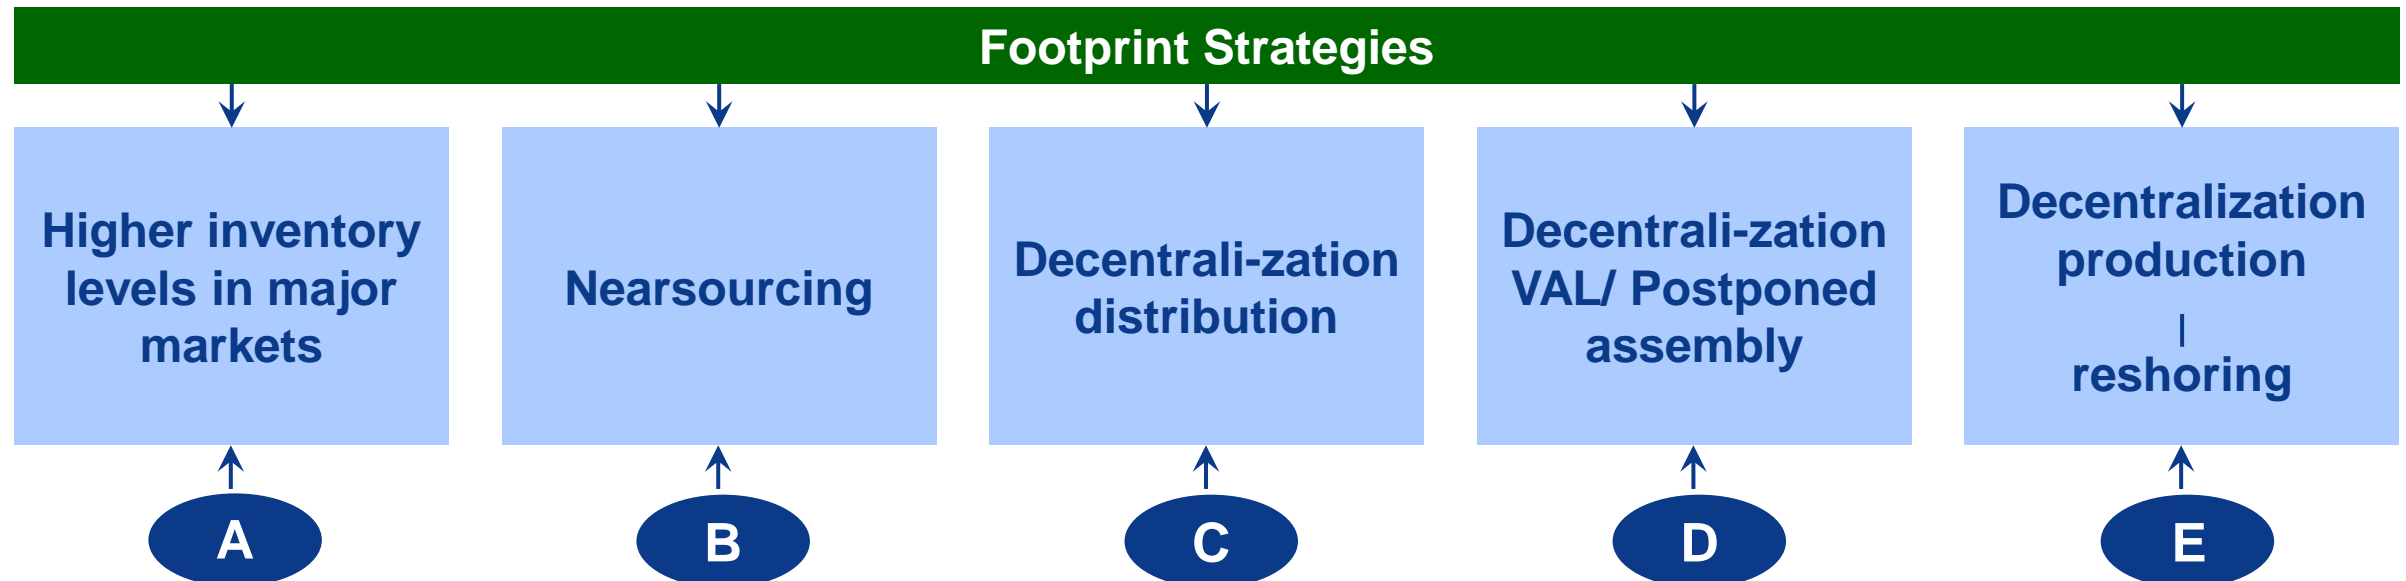 Footprint Strategies
Higher inventory
levels in major
markets
Nearsourcing
Decentrali-zation
distribution
Decentrali-zation
VAL/ Postponed
assembly
Decentralization
production
|
reshoring
A
B
C
D
E